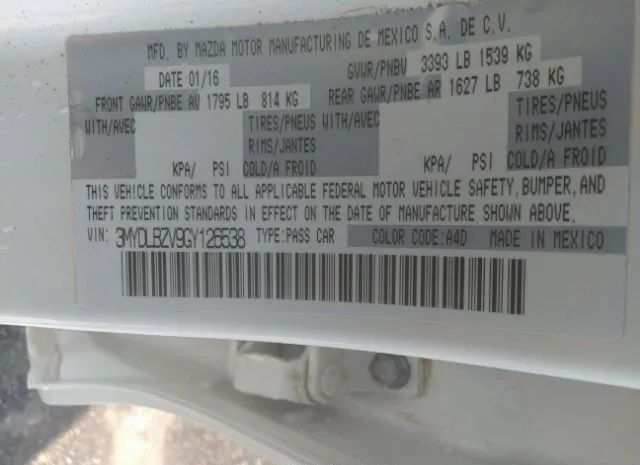 MFD. BY MAZDA MOTOR MANUFACTURING DE MEXICO S.A. DE C.V.
DATE 01/16 GVWR/PNBV 3393 LB 1539 KG
FRONT GAWR/PNBE AV 1795 LB 814 KG REAR GAWR/PNBE AR 1627 LB 738 KG
WITH/AVEC TIRES/PNEUS WITH/AVEC TIRES/PNEUS
RIMS/JANTES RIMS/JANTES
KPA/ PSI COLD/A FROID KPA/ PSI COLD/A FROID
THIS VEHICLE CONFORMS TO ALL APPLICABLE FEDERAL MOTOR VEHICLE SAFETY, BUMPER, AND
THEFT PREVENTION STANDARDS IN EFFECT ON THE DATE OF MANUFACTURE SHOWN ABOVE.
VIN: 3MYDLBZV9GY126538 TYPE:PASS CAR COLOR CODE:A4D MADE IN MEXICO